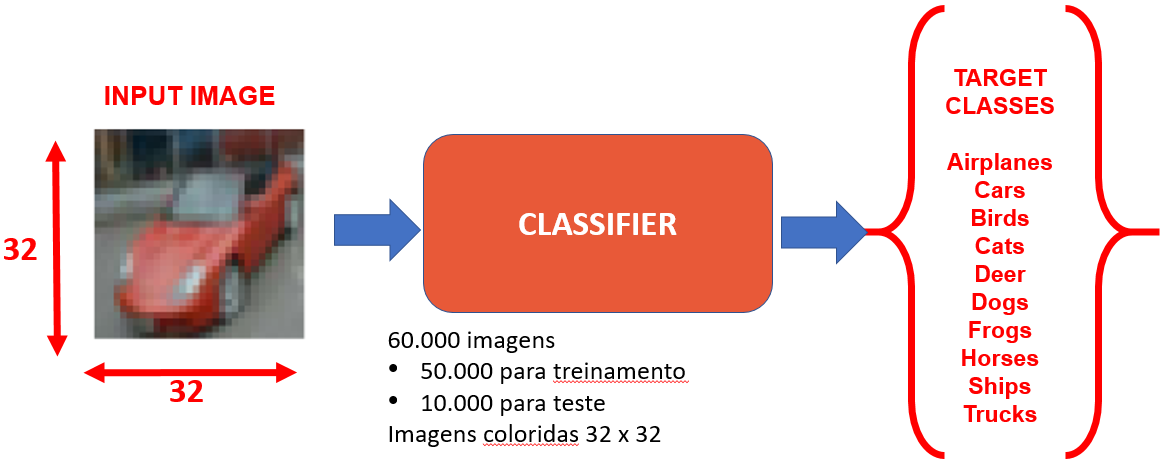 INPUT IMAGE
32
32
CLASSIFIER
60.000 imagens
• 50.000 para treinamento
• 10.000 para teste
Imagens coloridas 32 x 32
TARGET
CLASSES
Airplanes
Cars
Birds
Cats
Deer
Dogs
Frogs
Horses
Ships
Trucks